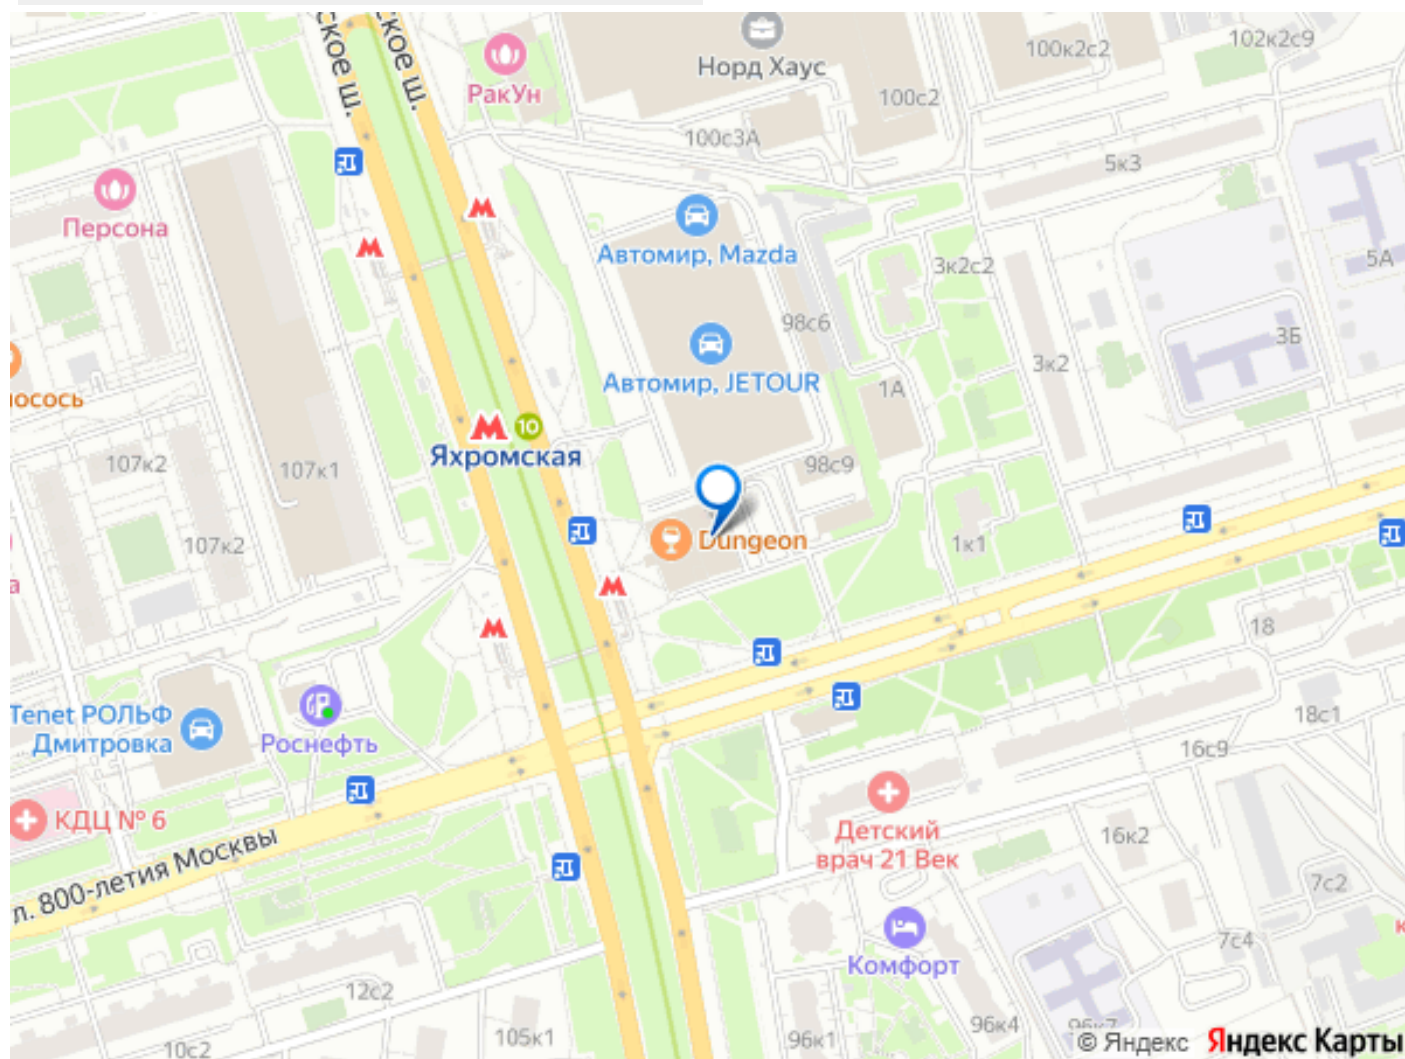 ское ш.
ское ш.
РакУн
Норд Хаус
100к2с2
102к2с9
100с2
100с3А
5к3
Персона
Автомир, Mazda
3к2с2
5А
98с6
3Б
Автомир, JETOUR
3к2
1А
лосось
10
Яхромская
107к2
107к1
98с9
Dungeon
107к2
1к1
а
18
Tenet РОЛЬФ
Дмитровка
Роснефть
18с1
16с9
КДЦ № 6
Детский
врач 21 Век
16к2
л. 800-летия Москвы
7с2
Комфорт
7с4
к
12с2
105к1
96к1
96к4
96к7
10с2
© Яндекс
Яндекс Карты